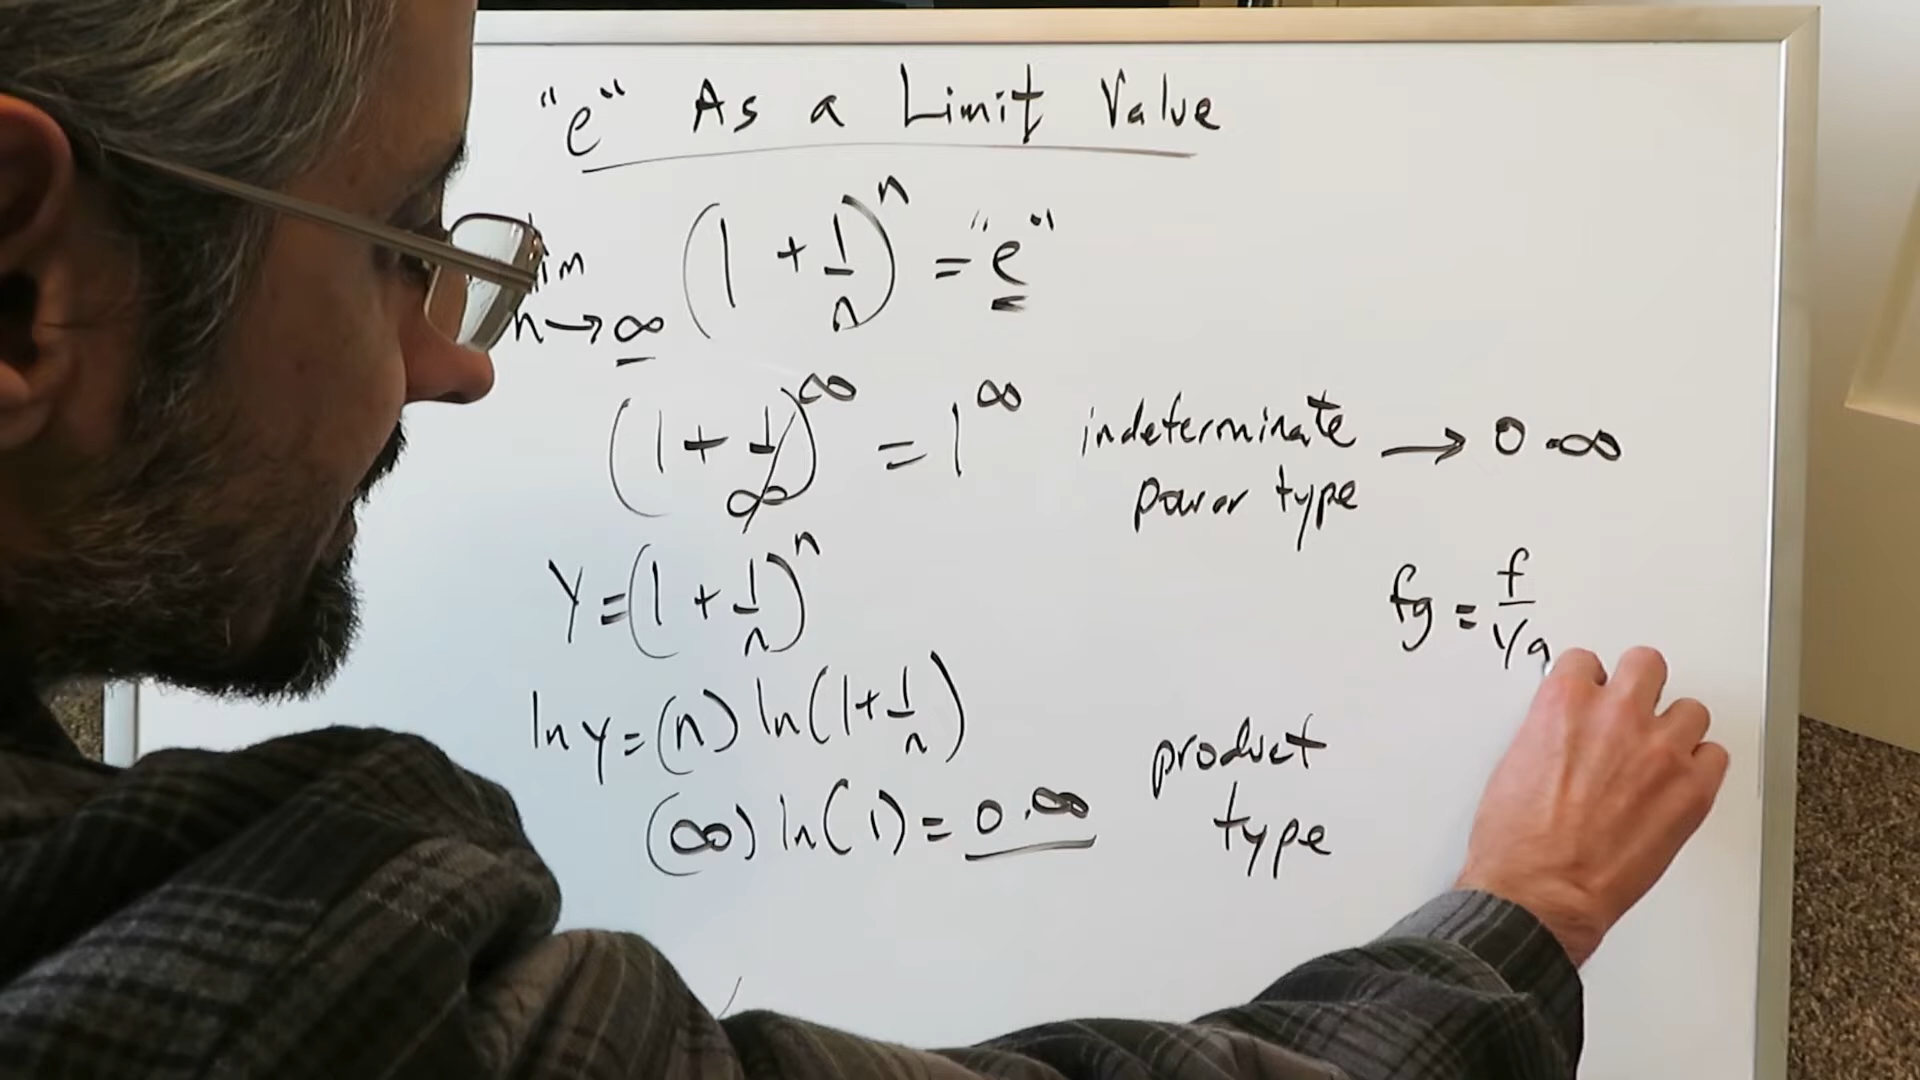 "e" As a Limit Value
lim n→∞ (1 + 1/n)^n = "e"
(1 + 1/∞)^∞ = 1^∞ indeterminate power type → 0·∞
fg = f / 1/g
Y = (1 + 1/n)^n
ln y = (n) ln(1 + 1/n)
(∞) ln(1) = 0·∞ product type